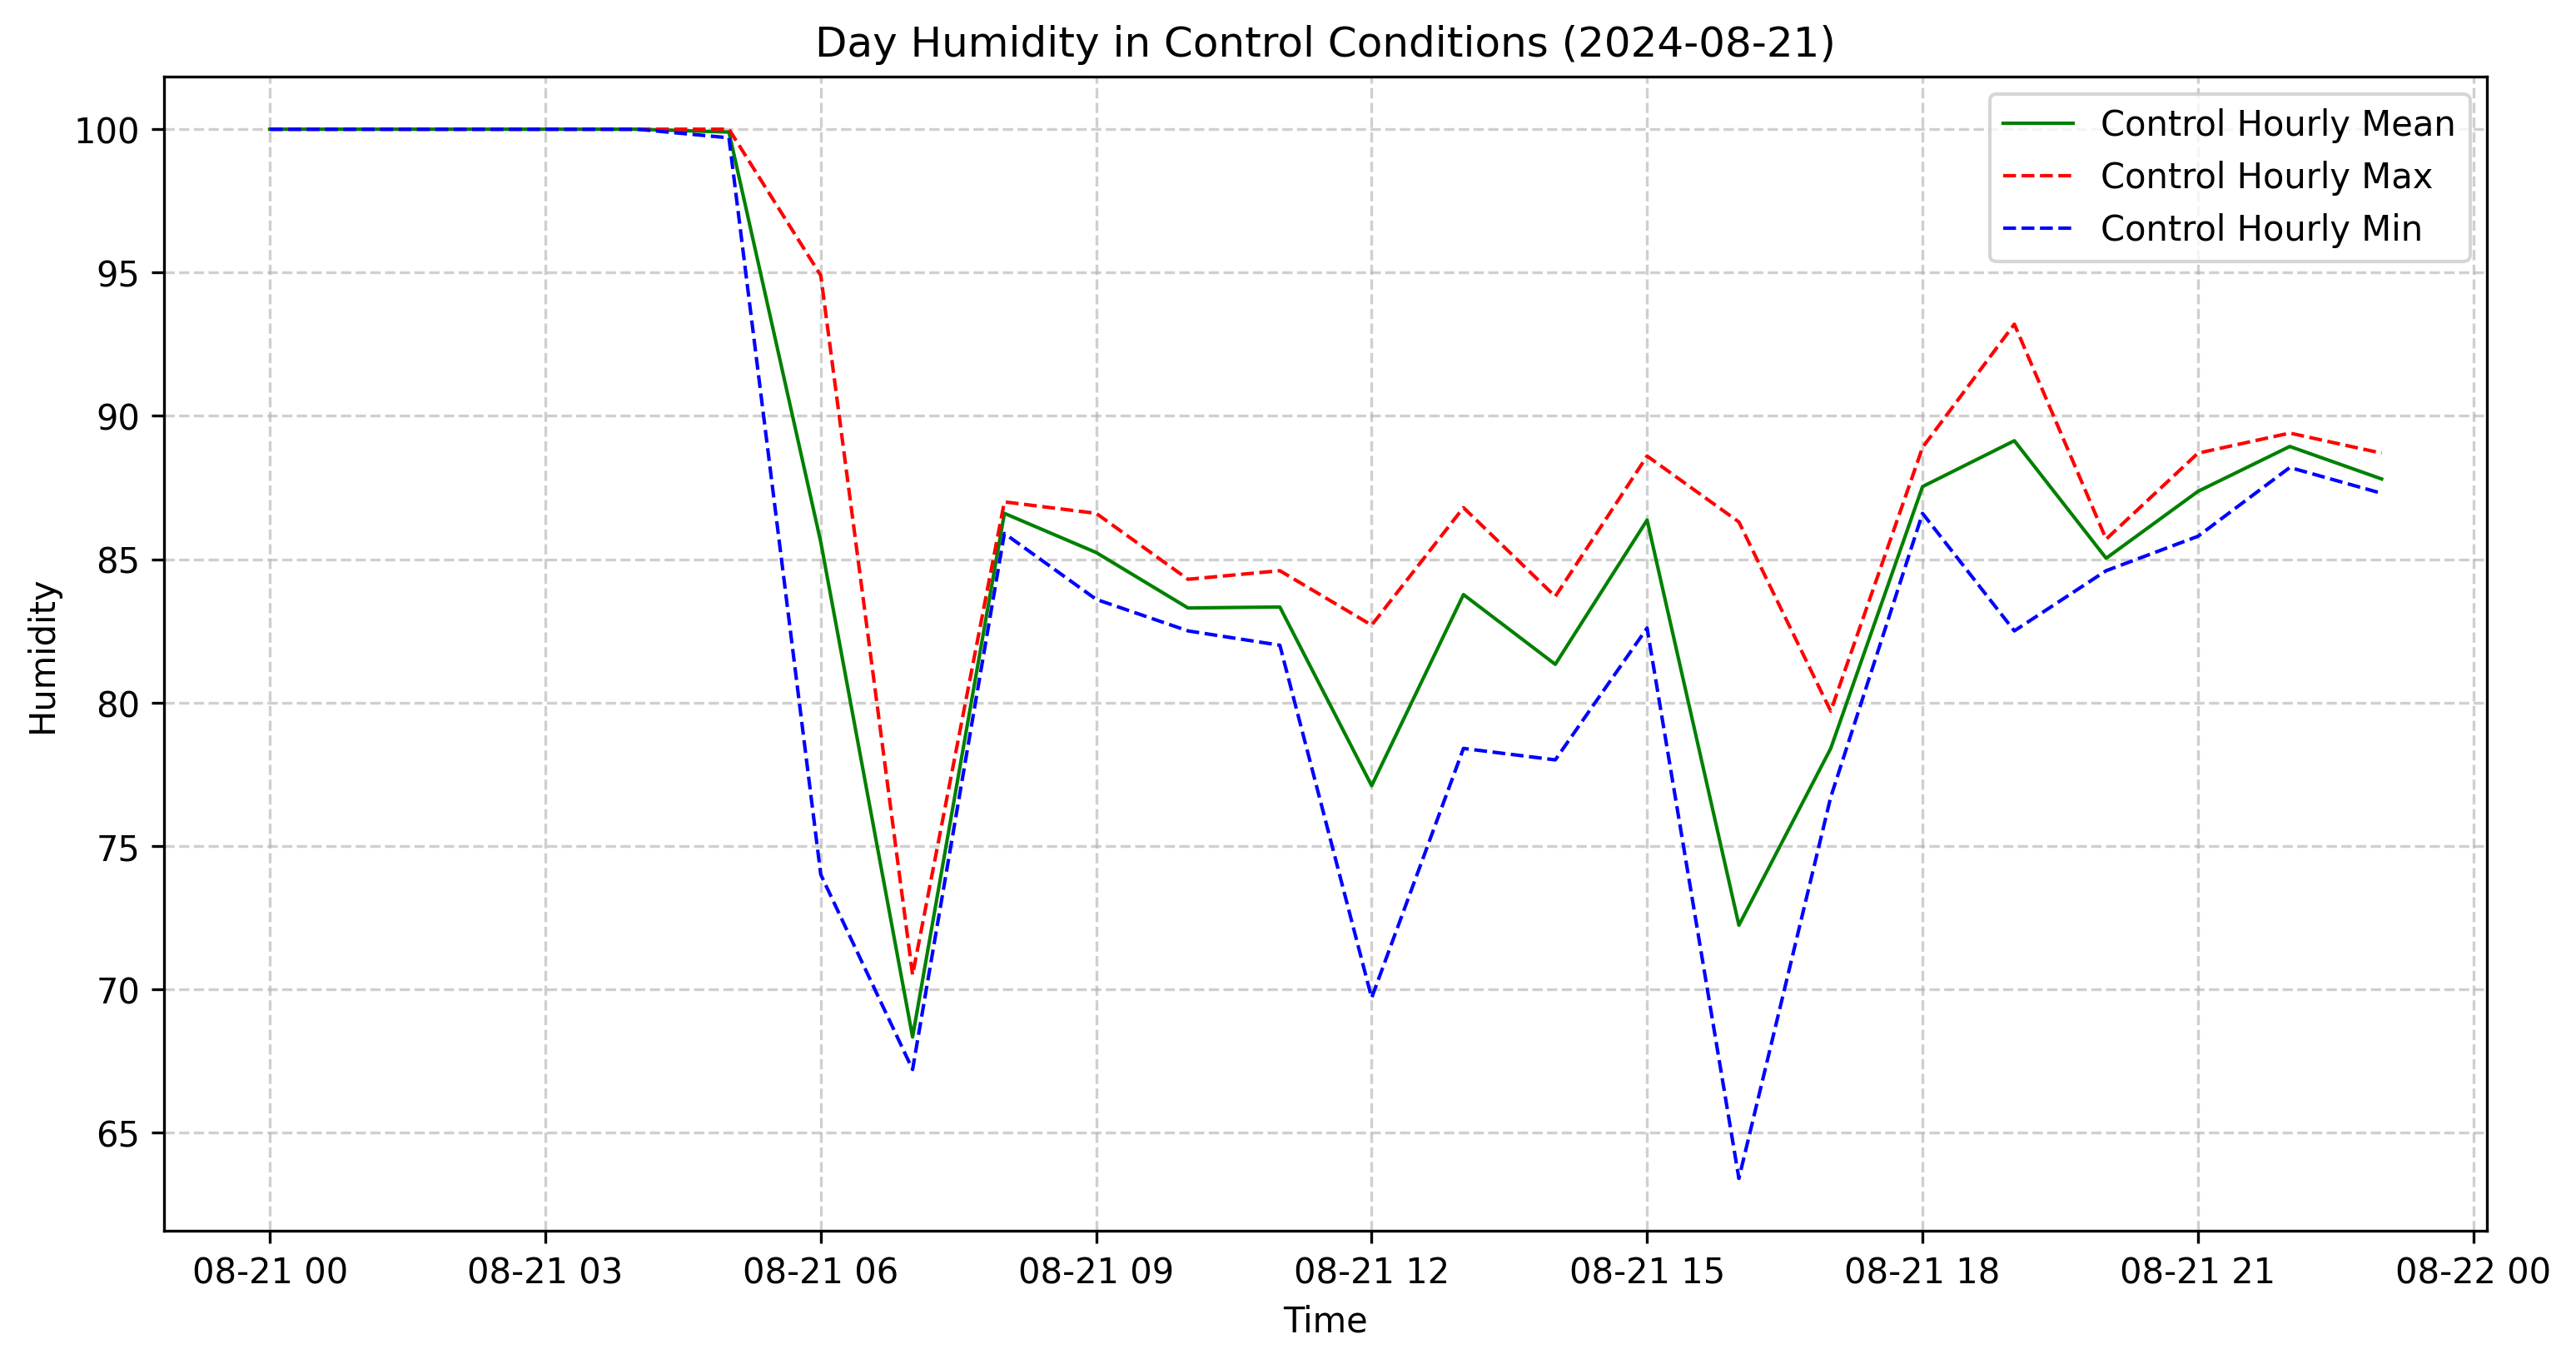 Day Humidity in Control Conditions (2024-08-21)
Control Hourly Mean
Control Hourly Max
Control Hourly Min
Humidity
100
95
90
85
80
75
70
65
08-21 00
08-21 03
08-21 06
08-21 09
08-21 12
08-21 15
08-21 18
08-21 21
08-22 00
Time